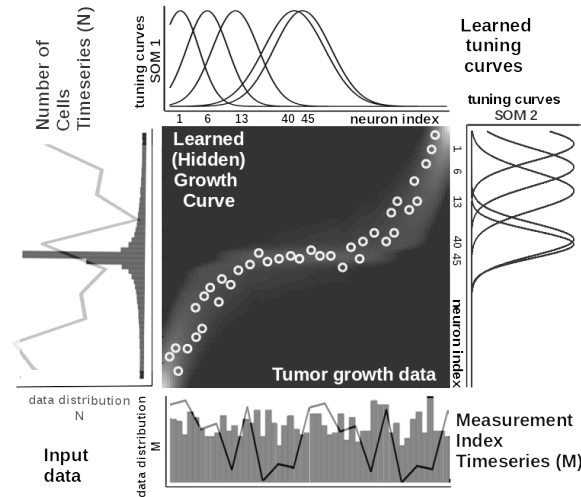 Number of
Cells
Timeseries (N)
tuning curves
SOM 1
1 6 13 40 45 neuron index
Learned
tuning
curves
tuning curves
SOM 2
1
6
13
40
45
neuron index
Learned
(Hidden)
Growth
Curve
Tumor growth data
data distribution
N
Input
data
data distribution
M
Measurement
Index
Timeseries (M)